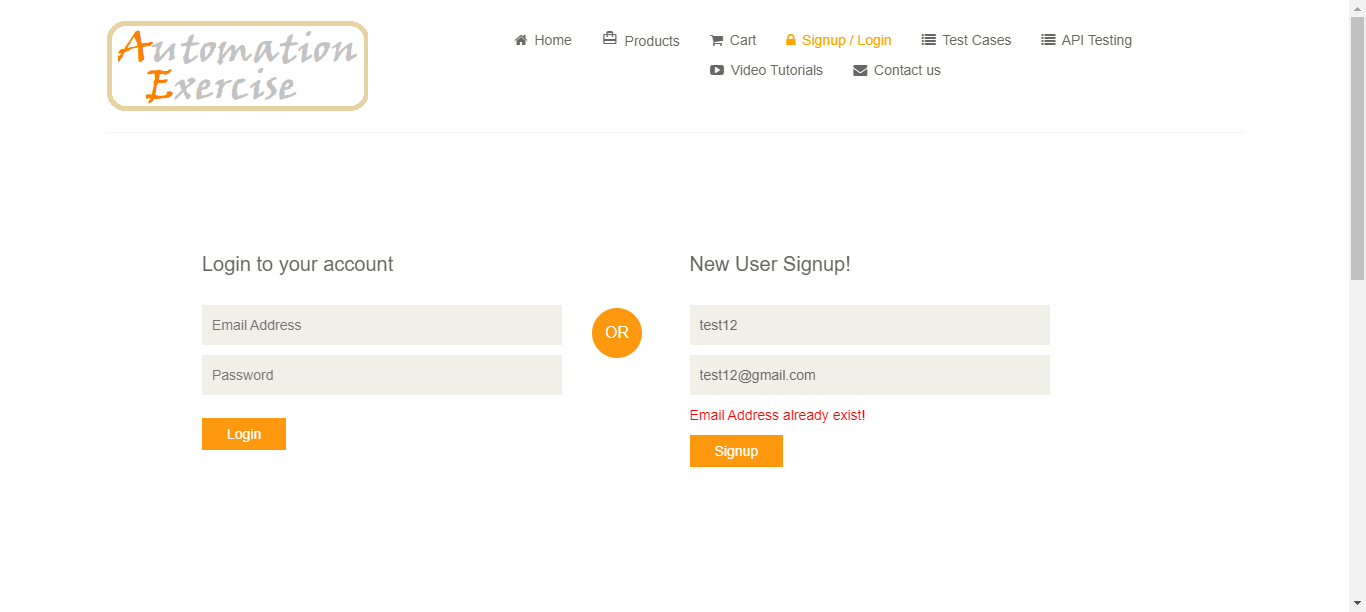 Automation
Exercise
Home Products Cart Signup / Login Test Cases API Testing
Video Tutorials Contact us
Login to your account
Email Address
Password
Login
OR
New User Signup!
test12
test12@gmail.com
Email Address already exist!
Signup